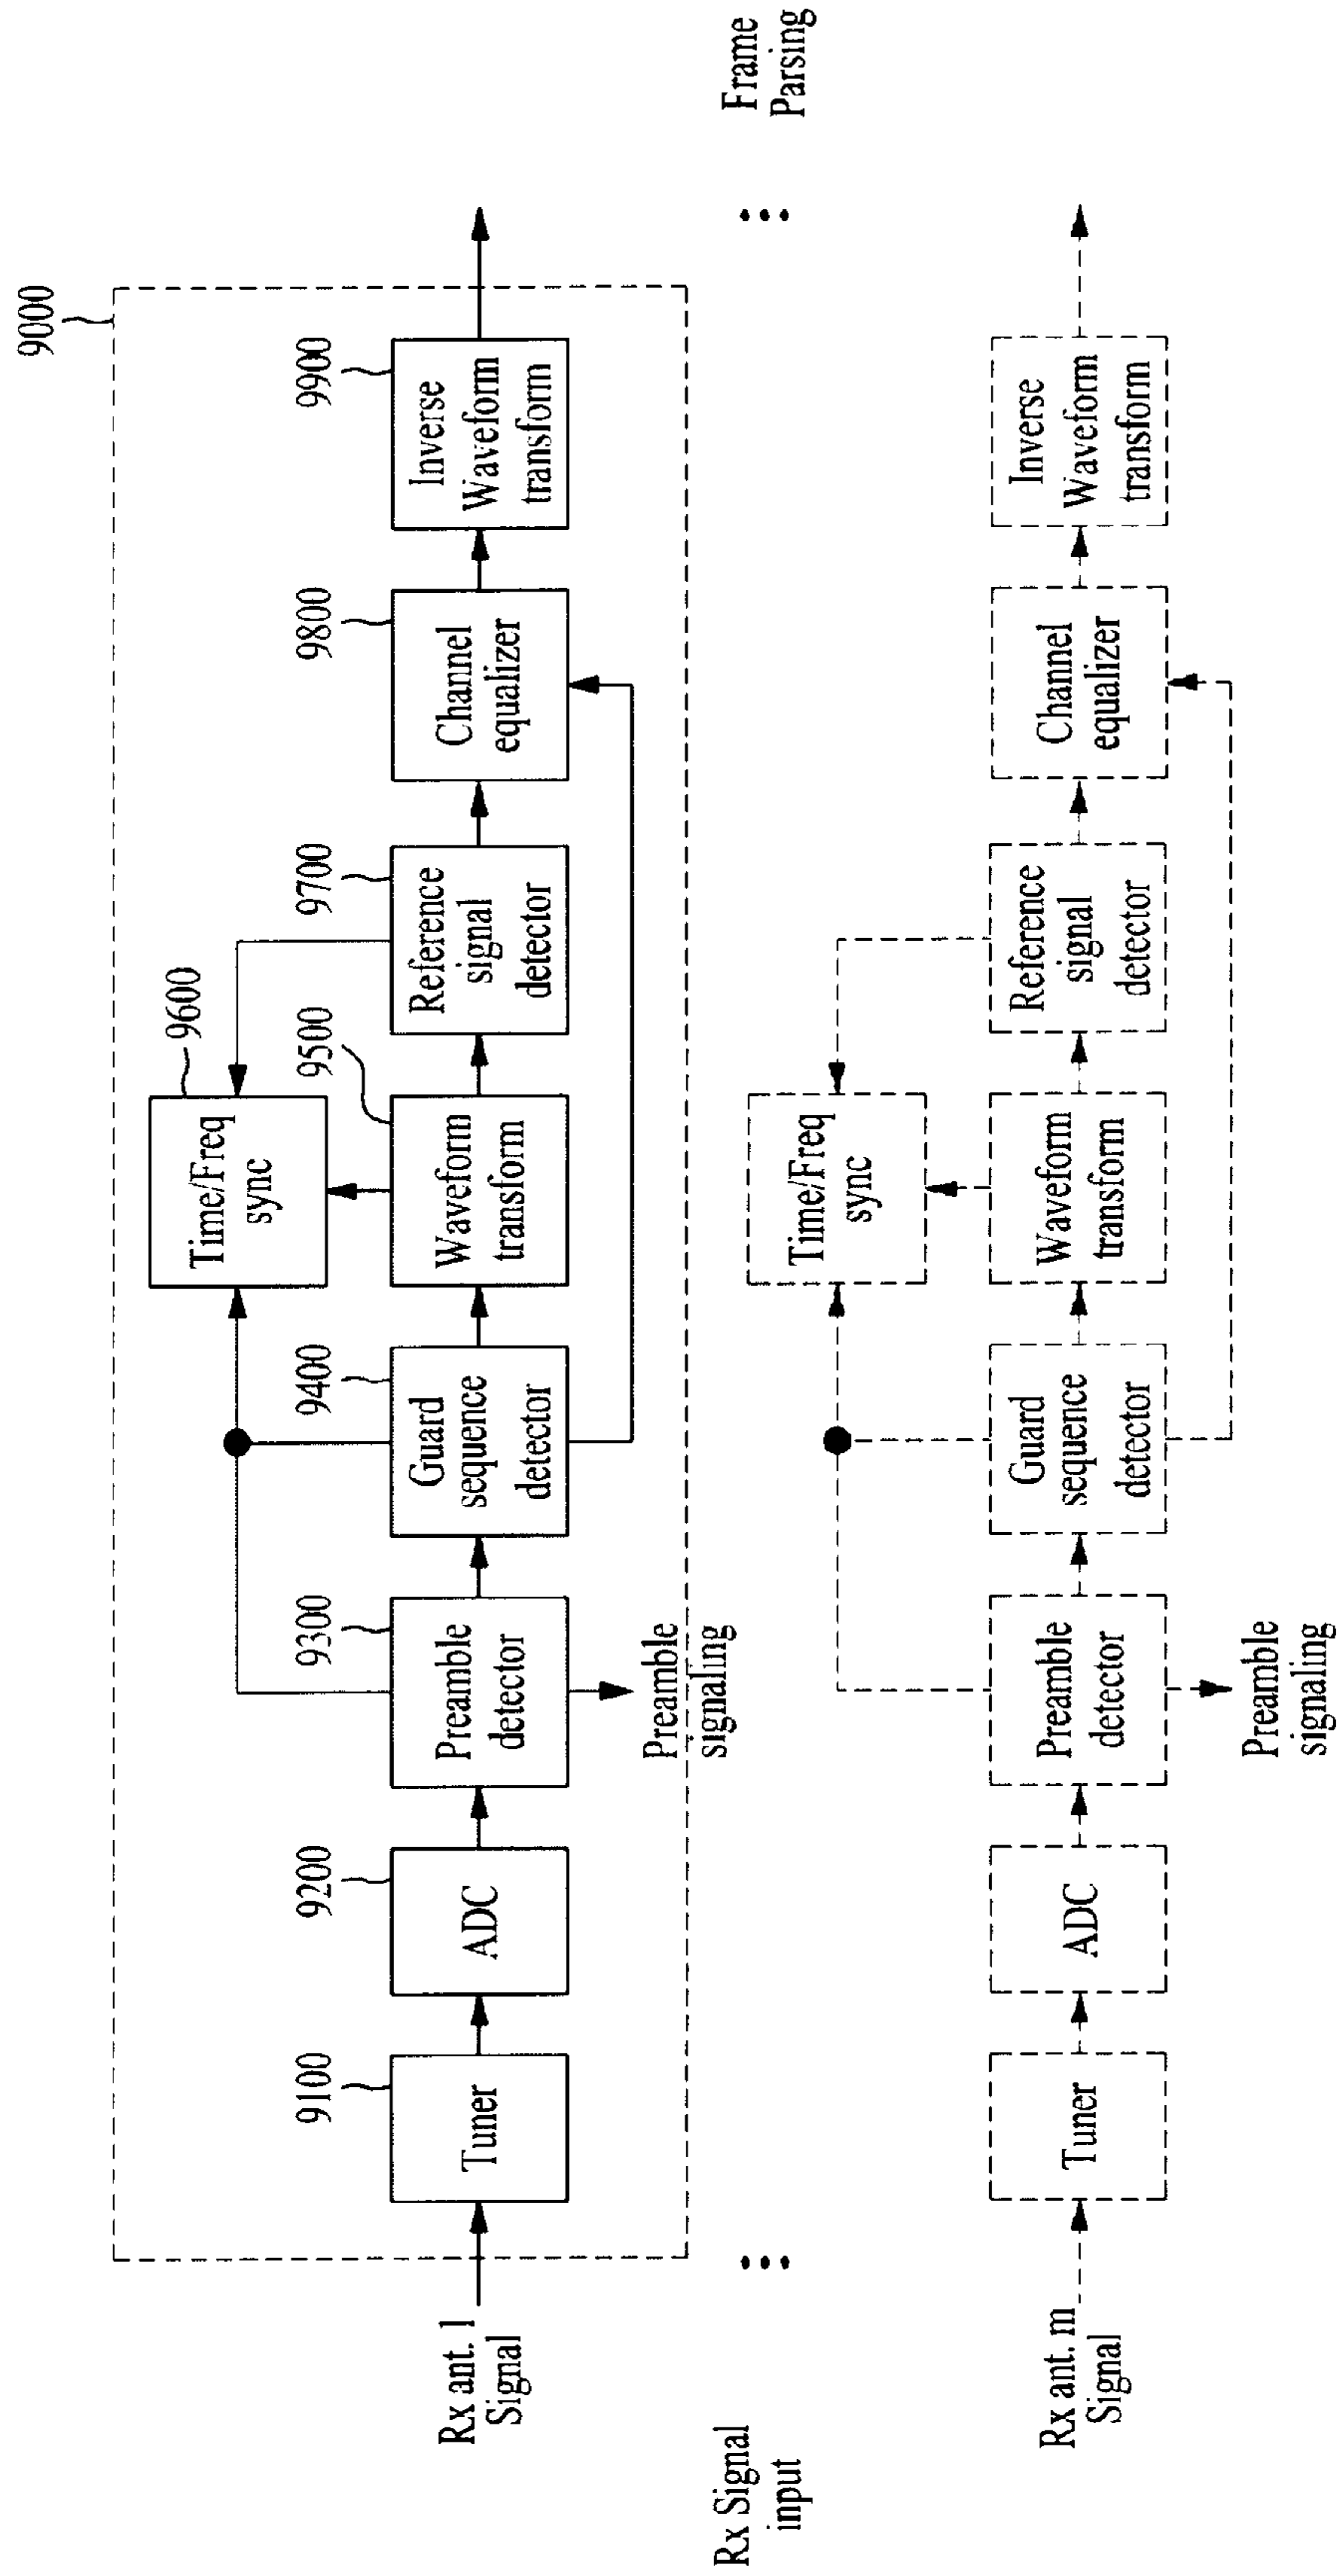 9000
9100
9200
9300
9400
9500
9600
9700
9800
9900
Rx ant. 1
Signal
Tuner
ADC
Preamble
detector
Guard
sequence
detector
Waveform
transform
Time/Freq
sync
Reference
signal
detector
Channel
equalizer
Inverse
Waveform
transform
Preamble
signaling
Rx Signal
input
Frame
Parsing
Rx ant. m
Signal
Tuner
ADC
Preamble
detector
Guard
sequence
detector
Waveform
transform
Time/Freq
sync
Reference
signal
detector
Channel
equalizer
Inverse
Waveform
transform
Preamble
signaling